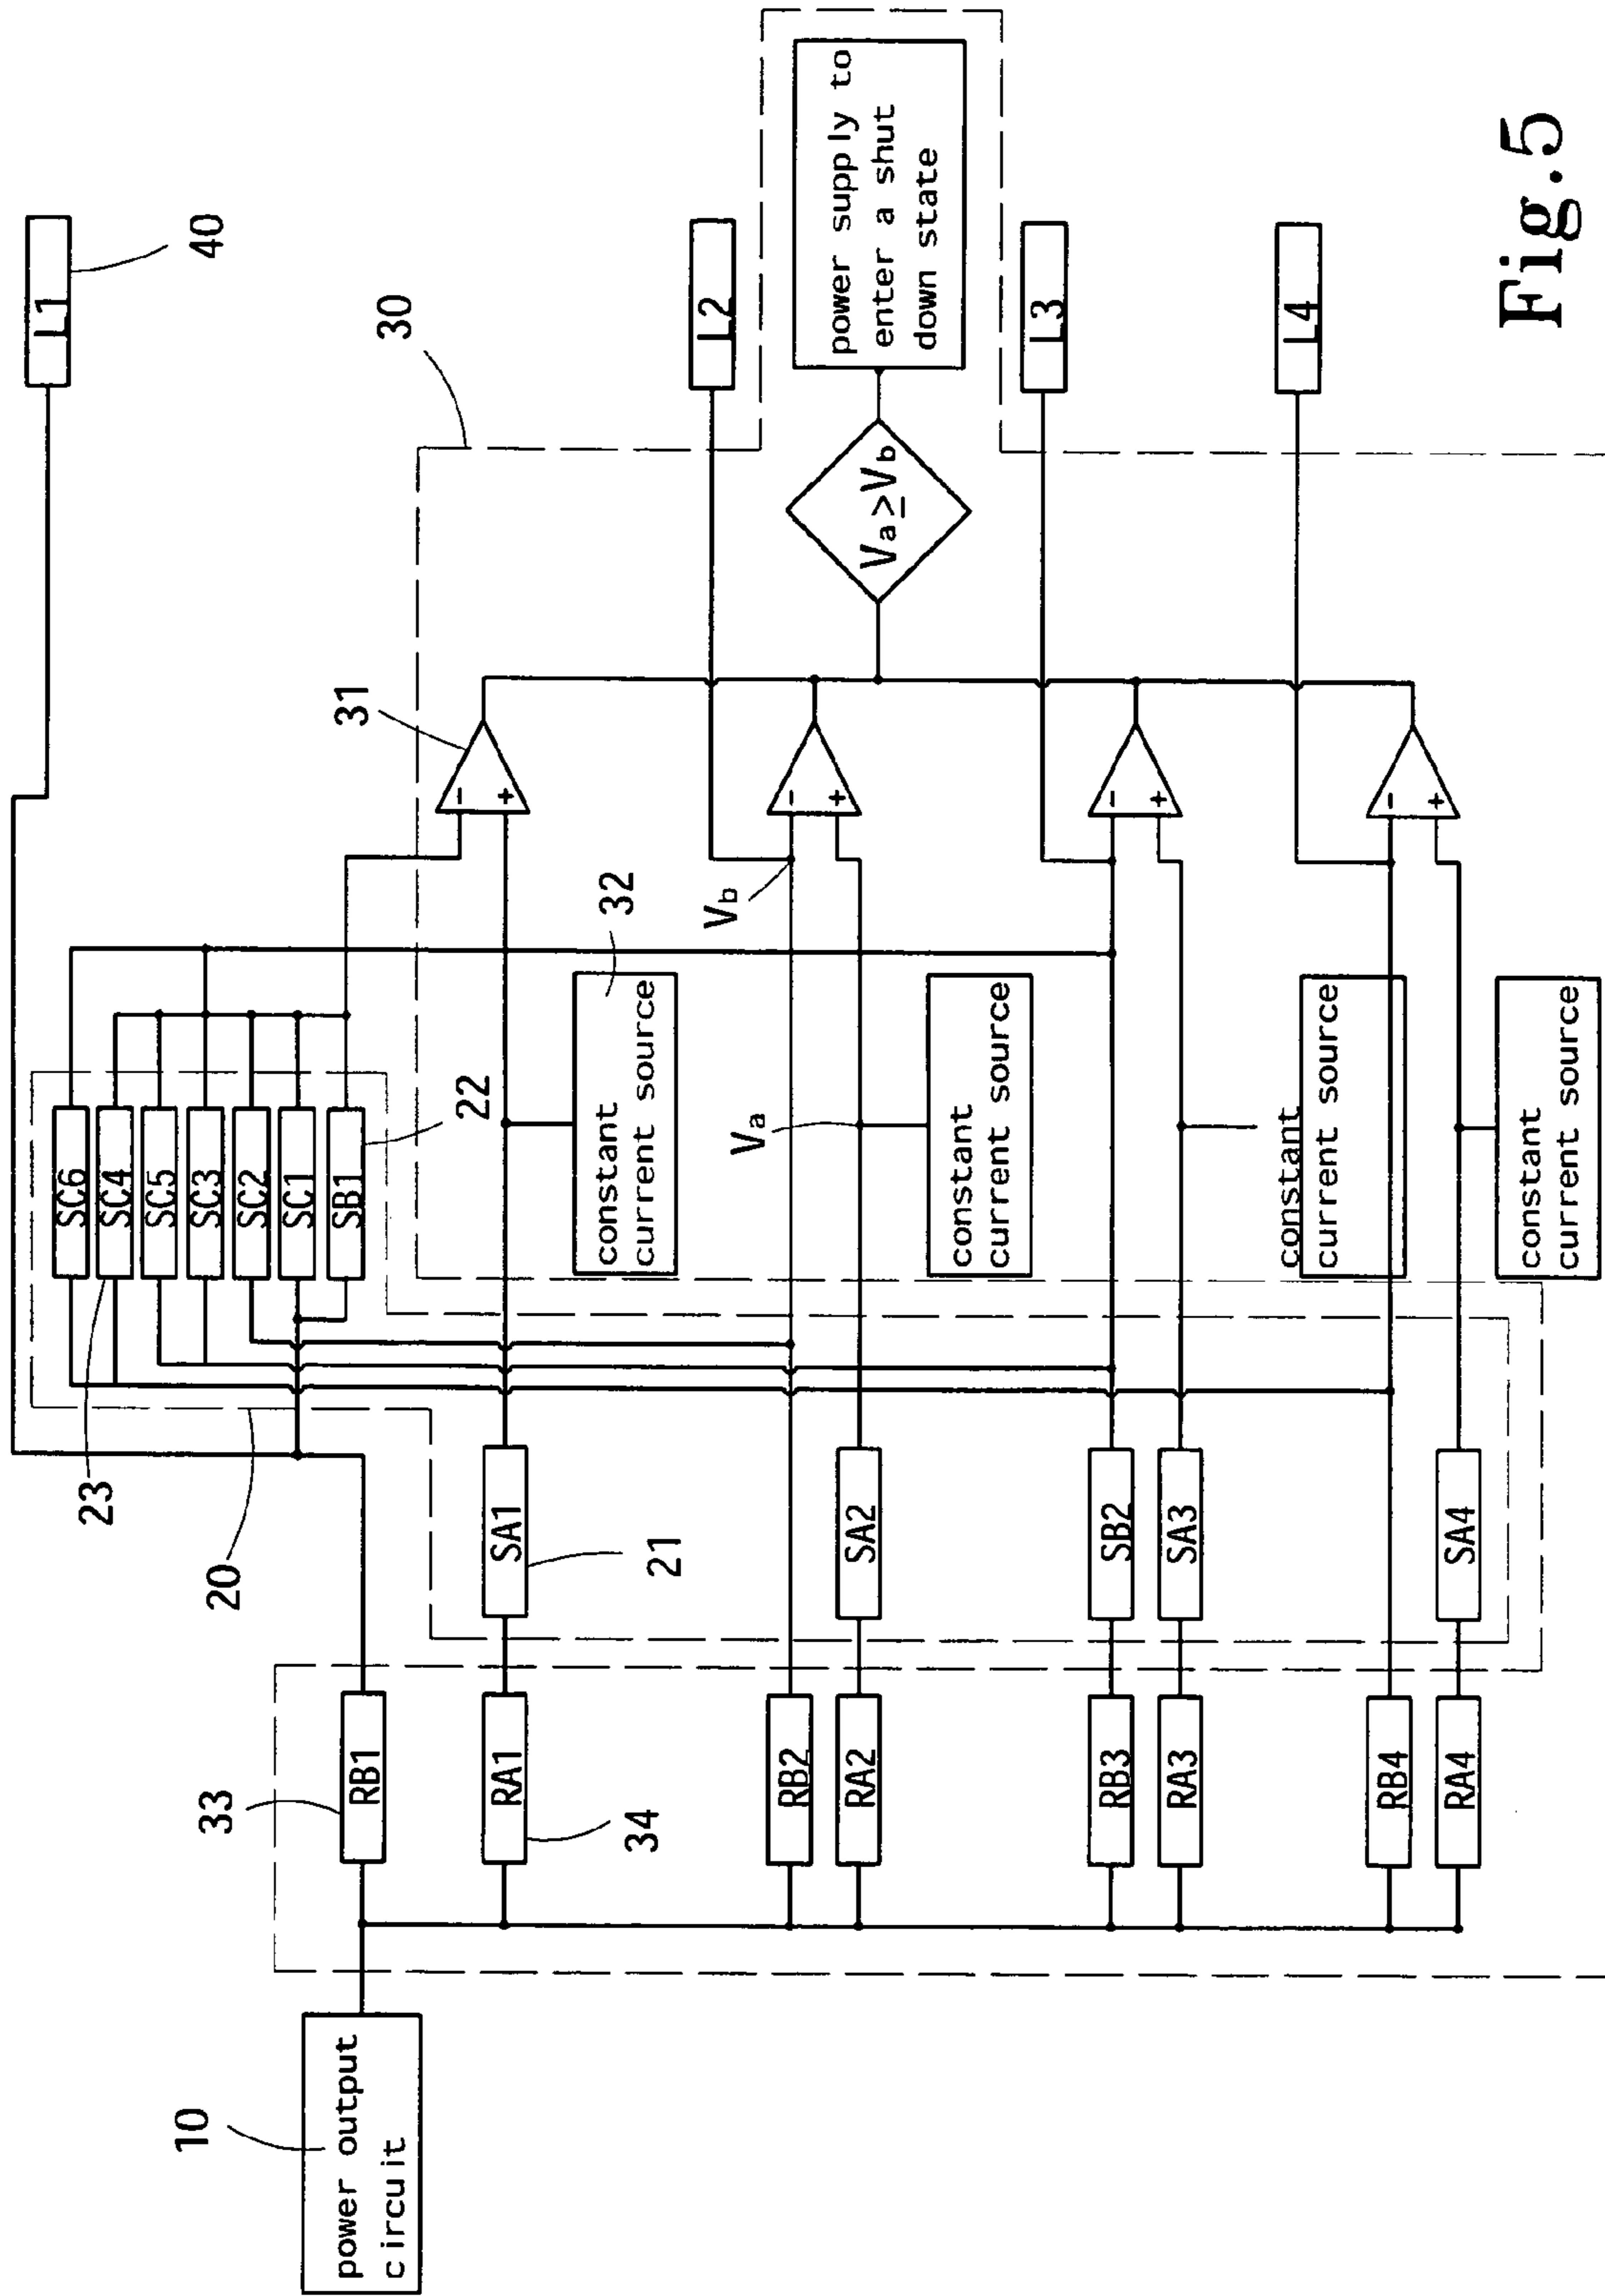 L1
40
30
L2
power supply to
enter a shut
down state
L3
L4
Va≥Vb
31
Vb
32
SC6
SC4
SC5
SC3
SC2
SC1
SB1
22
constant
current source
Va
constant
current source
constant
current source
constant
current source
23
20
SA1
21
SA2
SB2
SA3
SA4
33
RB1
RA1
34
RB2
RA2
RB3
RA3
RB4
RA4
10
power output
circuit
Fig.5